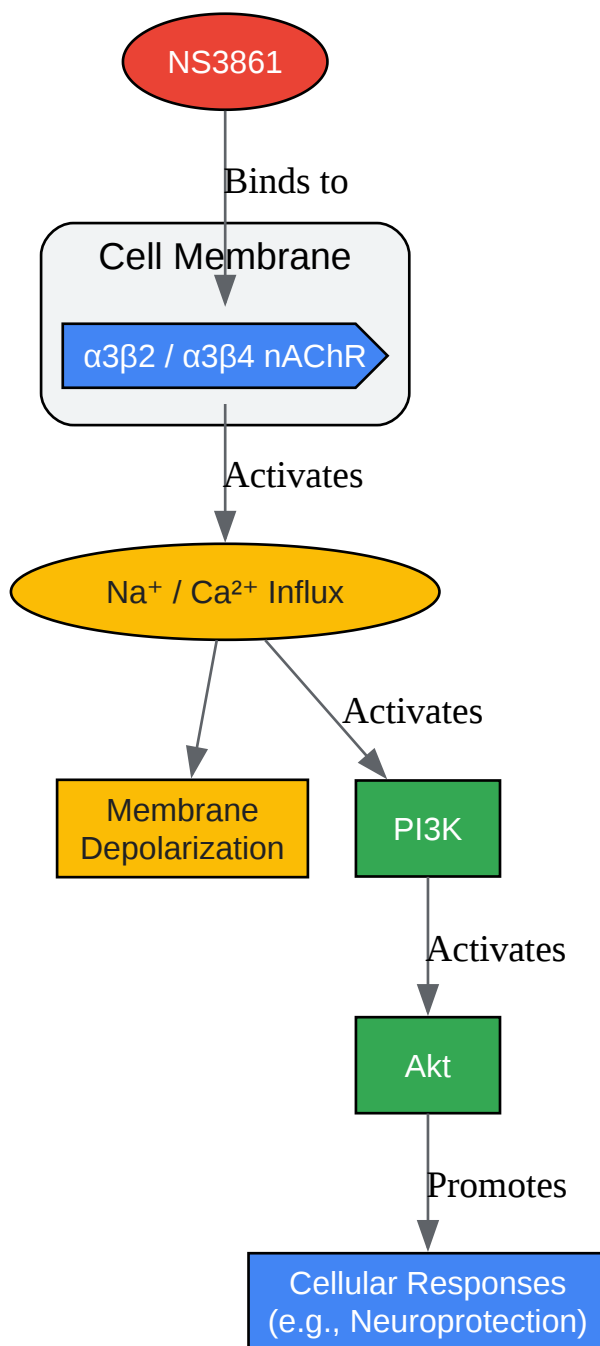 NS3861
Binds to
Cell Membrane
α3β2 / α3β4 nAChR
Activates
Na⁺ / Ca²⁺ Influx
Activates
Membrane
Depolarization
PI3K
Activates
Akt
Promotes
Cellular Responses
(e.g., Neuroprotection)